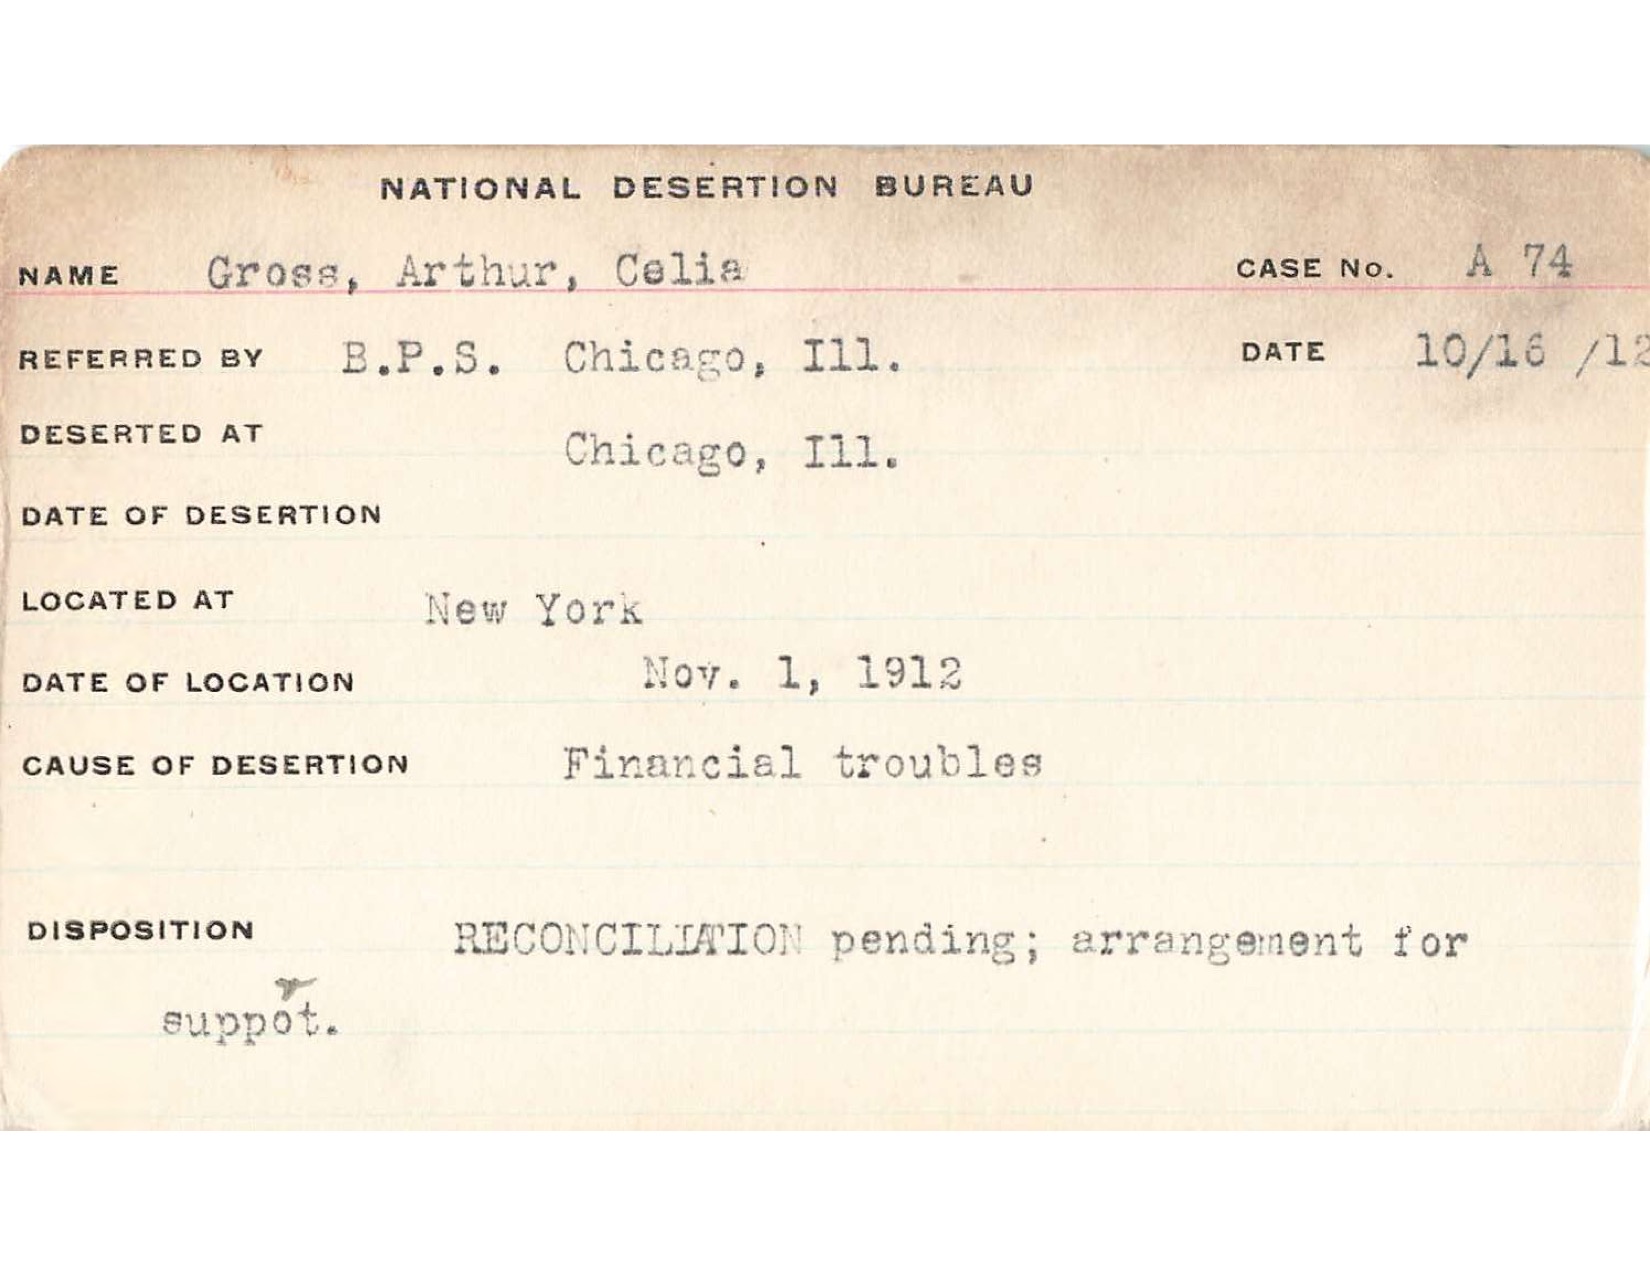 NATIONAL DESERTION BUREAU
NAME Gross, Arthur, Celia CASE No. A 74
REFERRED BY B.P.S. Chicago, Ill. DATE 10/16 /12
DESERTED AT Chicago, Ill.
DATE OF DESERTION
LOCATED AT New York
DATE OF LOCATION Nov. 1, 1912
CAUSE OF DESERTION Financial troubles
DISPOSITION RECONCILIATION pending; arrangement for
r
suppot.